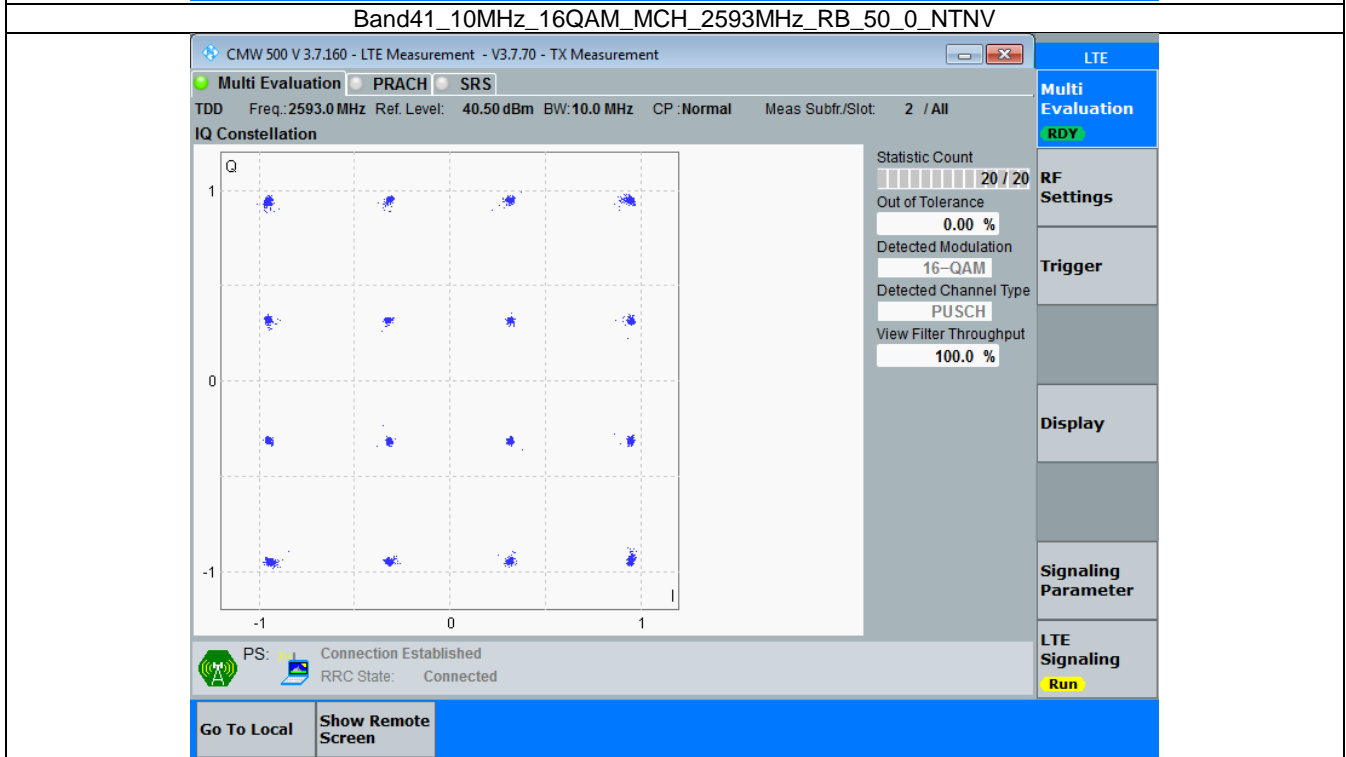 Band41_10MHz_16QAM_MCH_2593MHz_RB_50_0_NTNV
CMW 500 V 3.7.160 - LTE Measurement - V3.7.70 - TX Measurement
LTE
Multi Evaluation PRACH SRS
Multi
Evaluation
RDY
TDD Freq.:2593.0 MHz Ref. Level: 40.50 dBm BW:10.0 MHz CP :Normal Meas Subfr./Slot: 2 / All
IQ Constellation
Q
1
0
-1
I
-1 0 1
Statistic Count
20 / 20
Out of Tolerance
0.00 %
Detected Modulation
16-QAM
Detected Channel Type
PUSCH
View Filter Throughput
100.0 %
RF
Settings
Trigger
Display
Signaling
Parameter
LTE
Signaling
Run
PS: Connection Established
RRC State: Connected
Go To Local
Show Remote
Screen